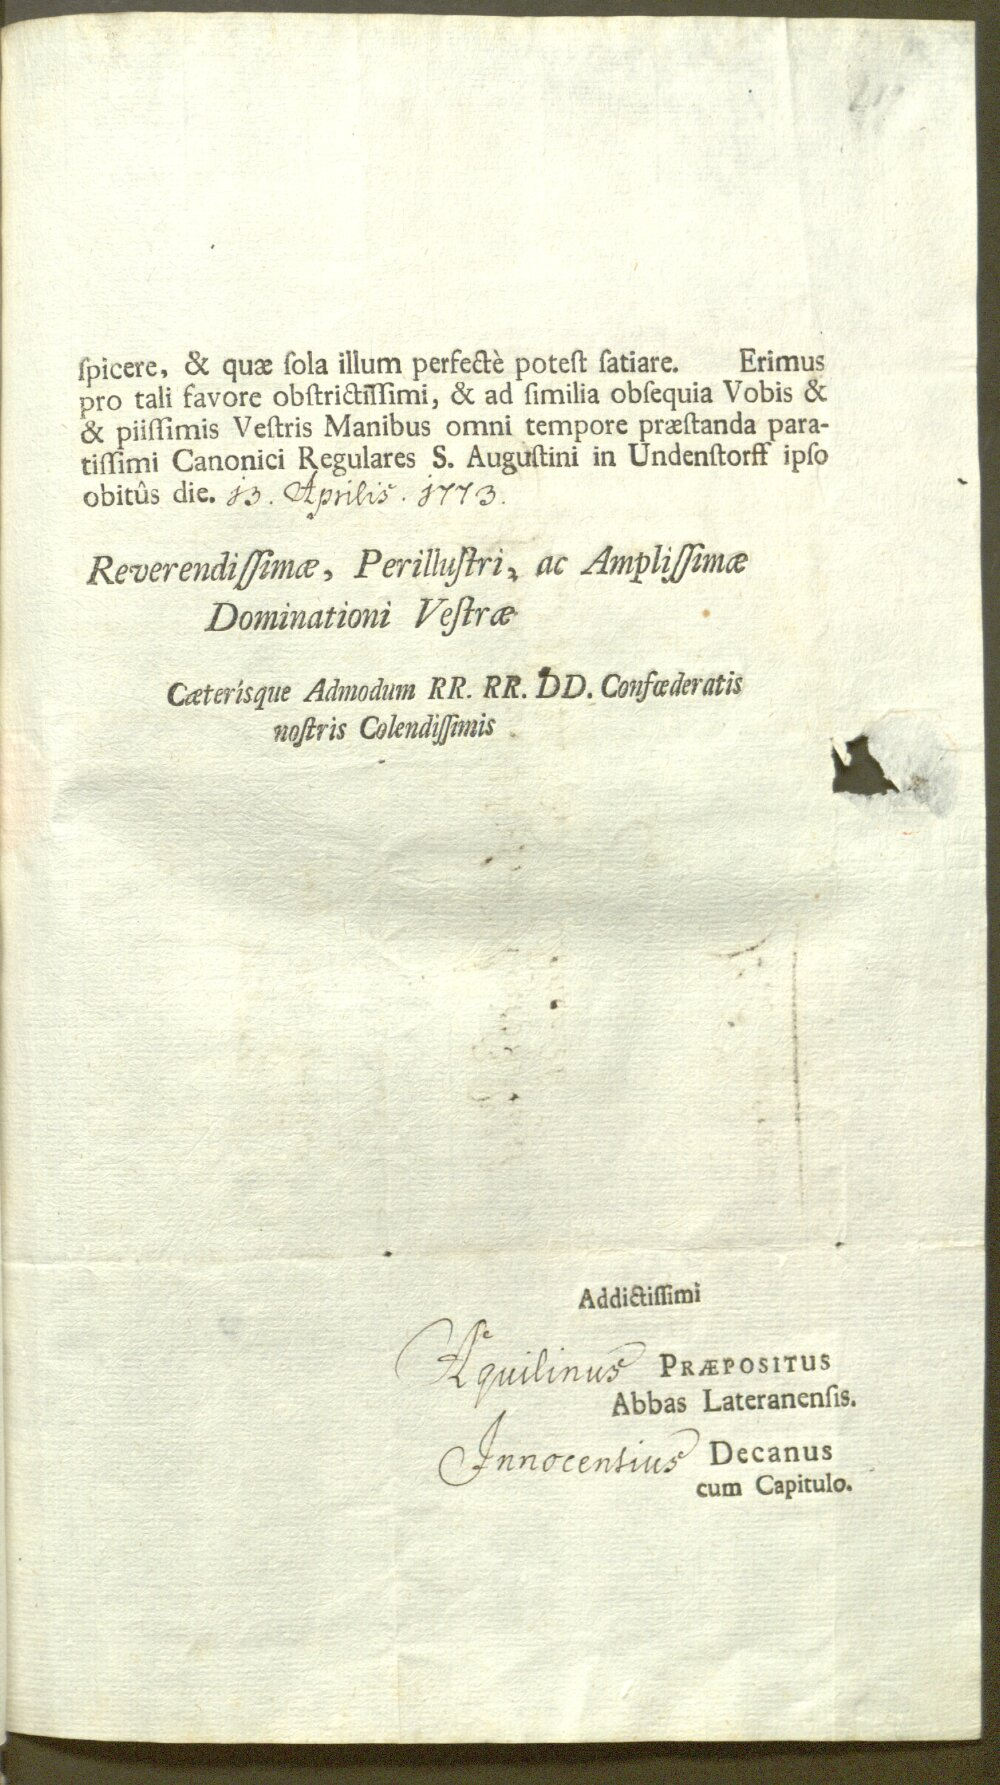 ſpicere, & quæ ſola illum perfectè poteſt ſatiare. Erimus
pro tali favore obſtrictiſſimi, & ad ſimilia obſequia Vobis &
& piiſſimis Veſtris Manibus omni tempore præſtanda para-
tiſſimi Canonici Regulares S. Auguſtini in Undenſtorff ipſo
obitûs die. 13. Aprilis. 1773.
Reverendiſſimæ, Perilluſtri, ac Ampliſſimæ
Dominationi Veſtræ
Cæterísque Admodum RR. RR. DD. Confœderatis
noſtris Colendiſſimis
Addictiſſimi
Aquilinus PRÆPOSITUS
Abbas Lateranenſis.
Innocentius Decanus
cum Capitulo.